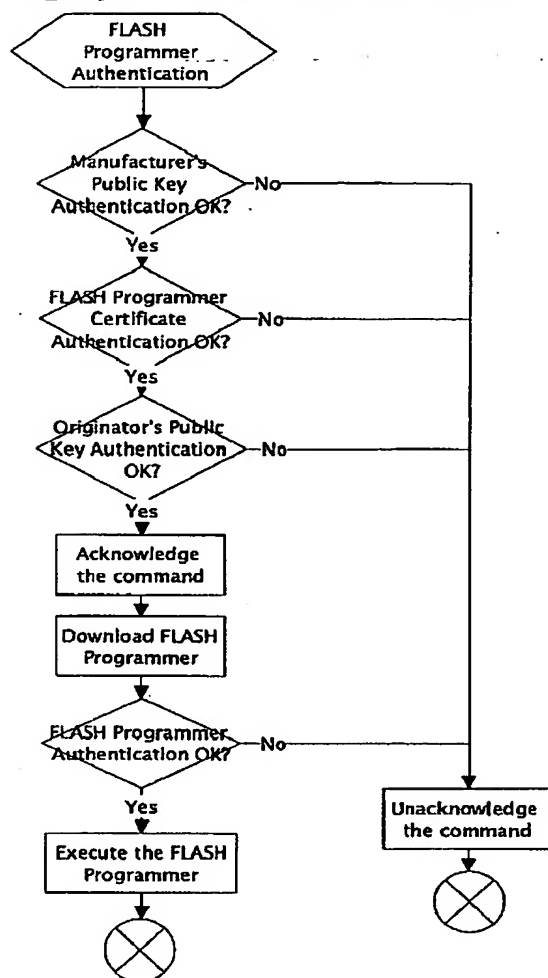 FLASH
Programmer
Authentication
Manufacturer's
Public Key
Authentication OK?
No
Yes
FLASH Programmer
Certificate
Authentication OK?
No
Yes
Originator's Public
Key Authentication
OK?
No
Yes
Acknowledge
the command
Download FLASH
Programmer
FLASH Programmer
Authentication OK?
No
Yes
Unacknowledge
the command
Execute the FLASH
Programmer